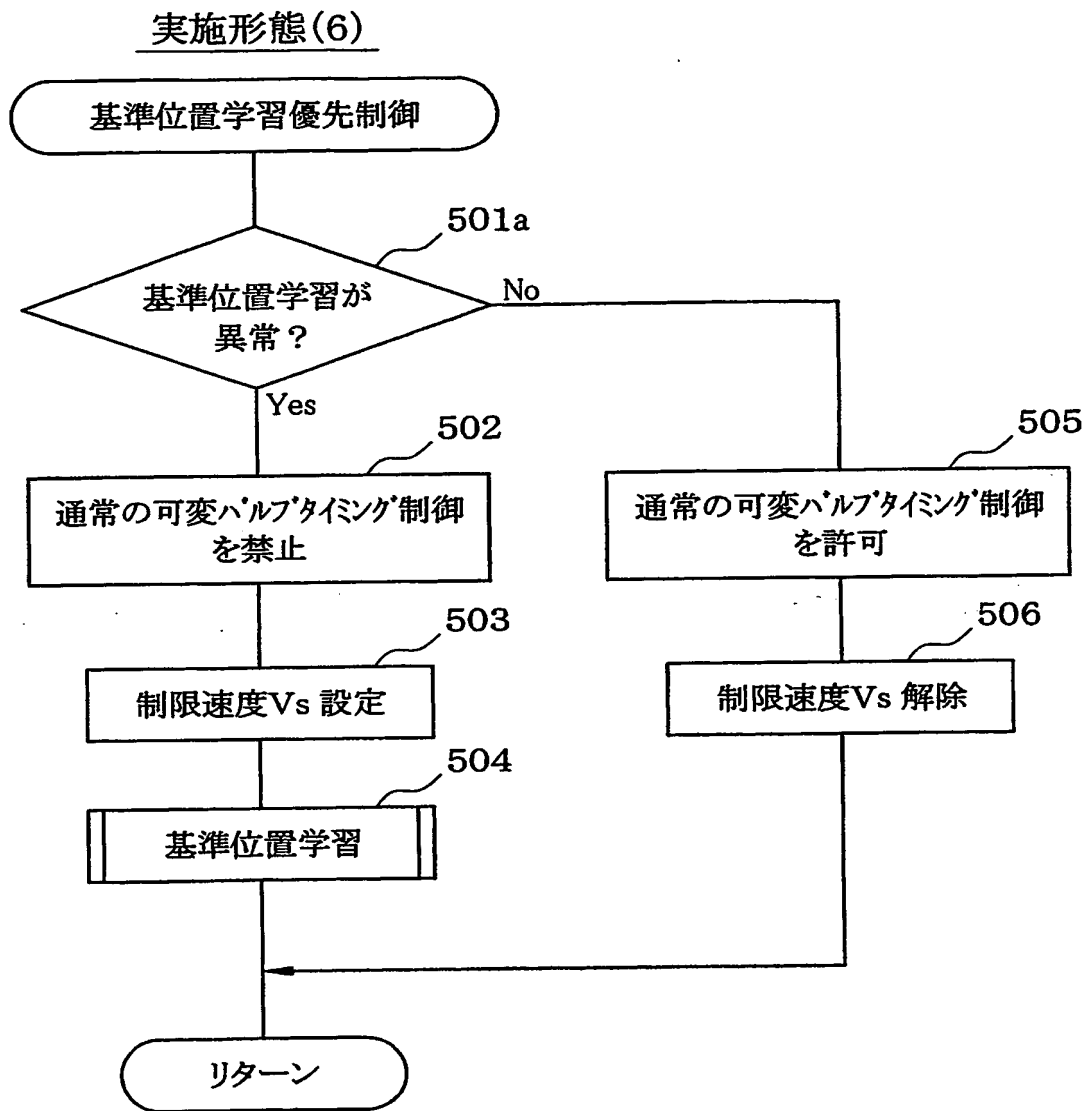 実施形態(6)
基準位置学習優先制御
501a
基準位置学習が
異常？
No
Yes
502
通常の可変ﾊﾞﾙﾌﾞﾀｲﾐﾝｸﾞ制御
を禁止
503
制限速度Vs 設定
504
基準位置学習
505
通常の可変ﾊﾞﾙﾌﾞﾀｲﾐﾝｸﾞ制御
を許可
506
制限速度Vs 解除
リターン